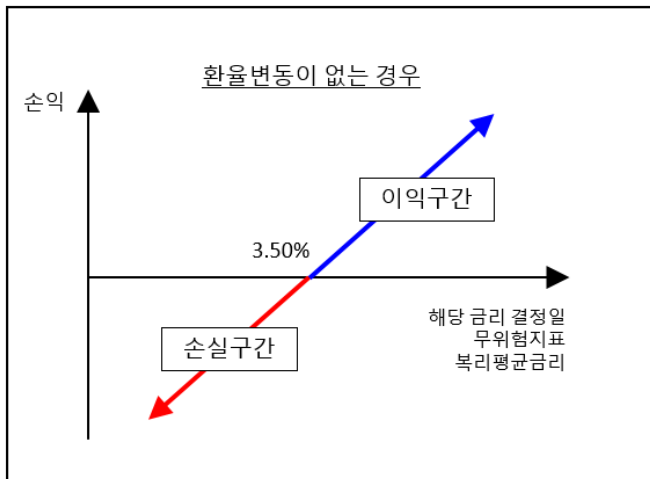 환율변동이 없는 경우
손익
이익구간
3.50%
해당 금리 결정일
무위험지표
복리평균금리
손실구간